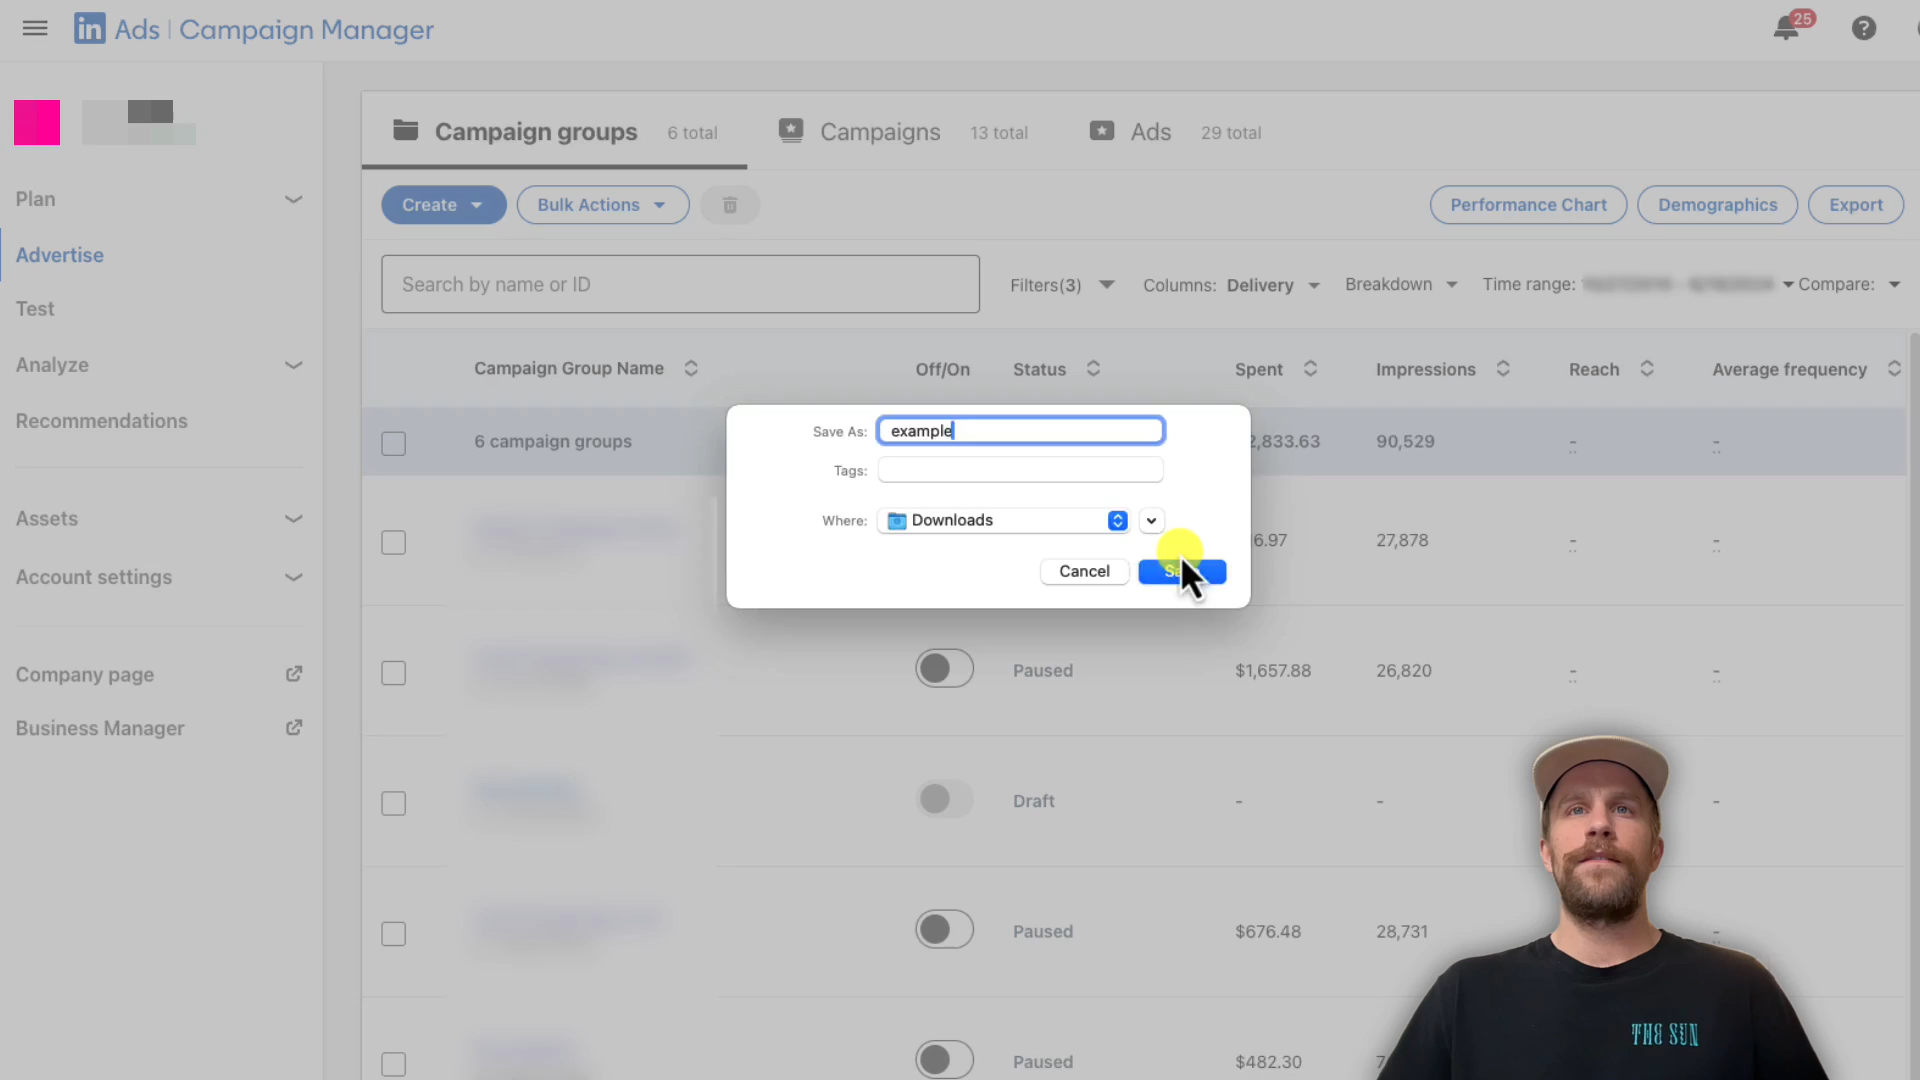 in Ads | Campaign Manager
25
?
Campaign groups 6 total
Campaigns 13 total
Ads 29 total
Plan
Advertise
Test
Analyze
Recommendations
Assets
Account settings
Company page
Business Manager
Create
Bulk Actions
Performance Chart
Demographics
Export
Search by name or ID
Filters(3)
Columns: Delivery
Breakdown
Time range:
Compare:
Campaign Group Name
Off/On
Status
Spent
Impressions
Reach
Average frequency
6 campaign groups
2,833.63
90,529
-
-
6.97
27,878
-
-
Save As: example
Tags:
Where: Downloads
Cancel
Paused
$1,657.88
26,820
-
-
Draft
-
-
-
Paused
$676.48
28,731
-
Paused
$482.30
THE SUN